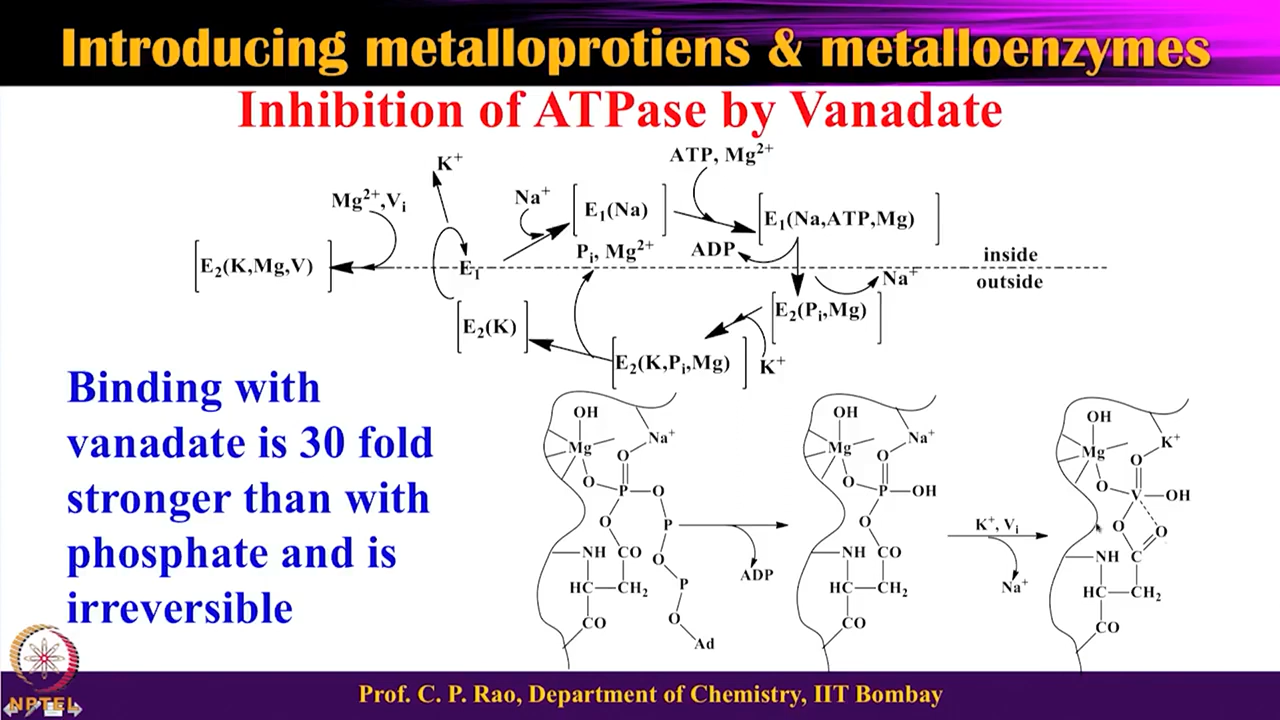 Introducing metalloprotiens & metalloenzymes
Inhibition of ATPase by Vanadate
ATP, Mg²⁺
K⁺
Mg²⁺,Vᵢ
Na⁺
E₁(Na)
E₁(Na,ATP,Mg)
Pᵢ, Mg²⁺
ADP
inside
E₂(K,Mg,V)
E₁
outside
Na⁺
E₂(Pᵢ,Mg)
E₂(K)
E₂(K,Pᵢ,Mg)
K⁺
Binding with
vanadate is 30 fold
stronger than with
phosphate and is
irreversible
OH
Mg
Na⁺
O
O
P
O
O
P
NH
CO
O
HC
CH₂
P
CO
O
Ad
ADP
OH
Mg
Na⁺
O
O
P
OH
O
NH
CO
HC
CH₂
CO
K⁺, Vᵢ
Na⁺
OH
Mg
K⁺
O
O
V
OH
O
O
NH
C
HC
CH₂
CO
NPTEL
Prof. C. P. Rao, Department of Chemistry, IIT Bombay